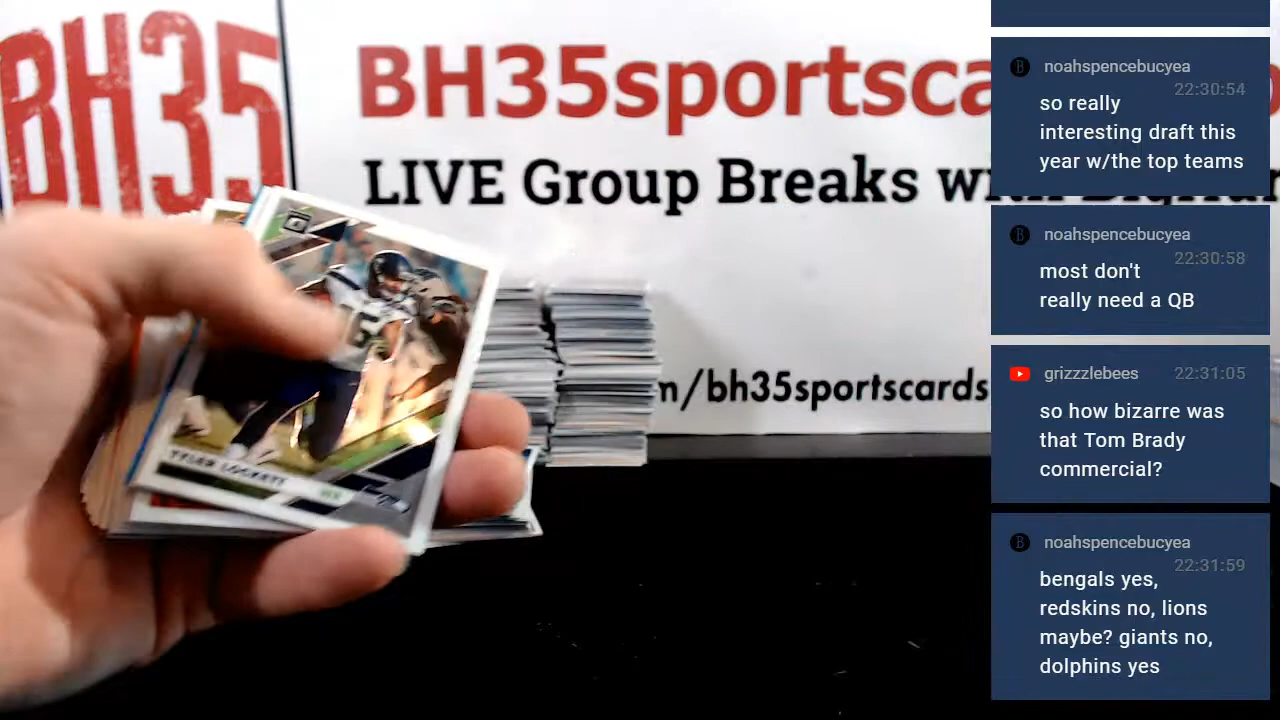 BH35
BH35sportsca
LIVE Group Breaks
m/bh35sportscards
TYLER LOCKETT
WR
noahspencebucyea
22:30:54
so really
interesting draft this
year w/the top teams
noahspencebucyea
22:30:58
most don't
really need a QB
grizzzlebees 22:31:05
so how bizarre was
that Tom Brady
commercial?
noahspencebucyea
22:31:59
bengals yes,
redskins no, lions
maybe? giants no,
dolphins yes